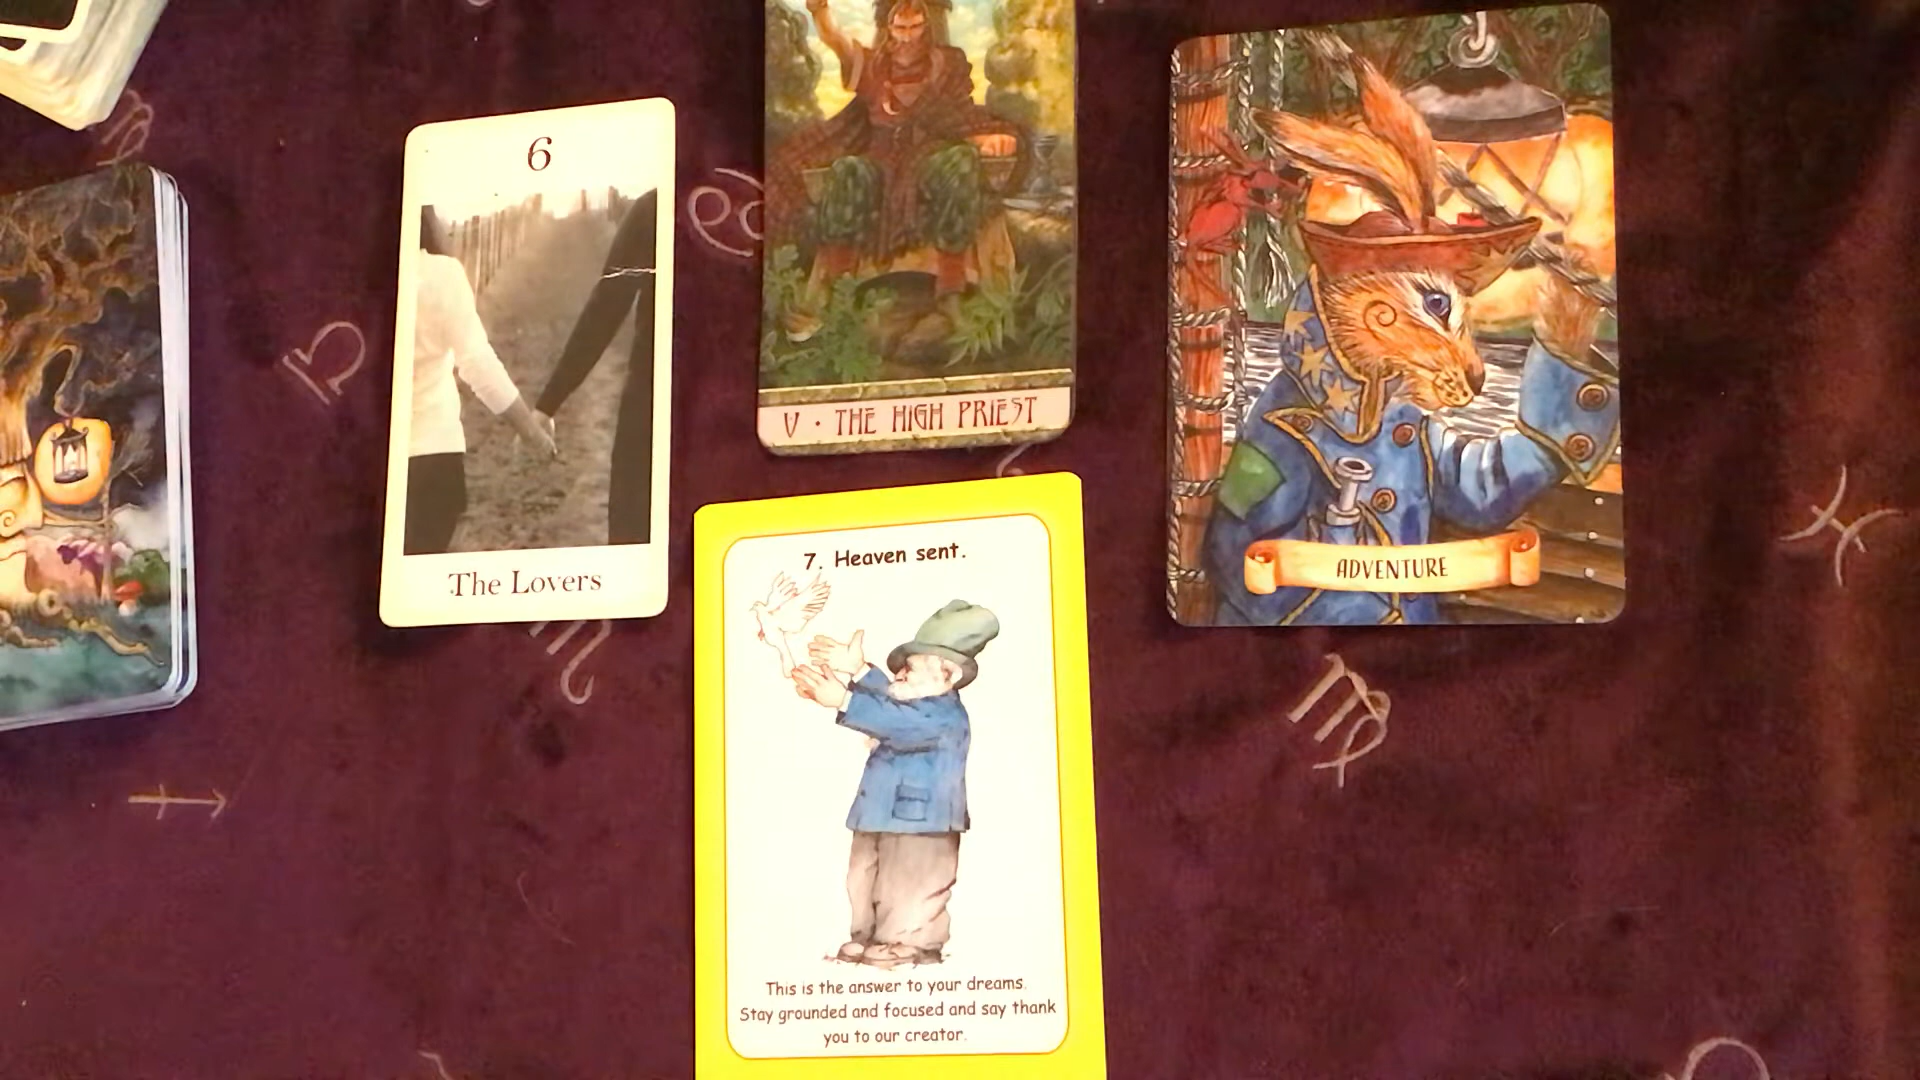 6
The Lovers
V · THE HIGH PRIEST
ADVENTURE
7. Heaven sent.
This is the answer to your dreams.
Stay grounded and focused and say thank
you to our creator.